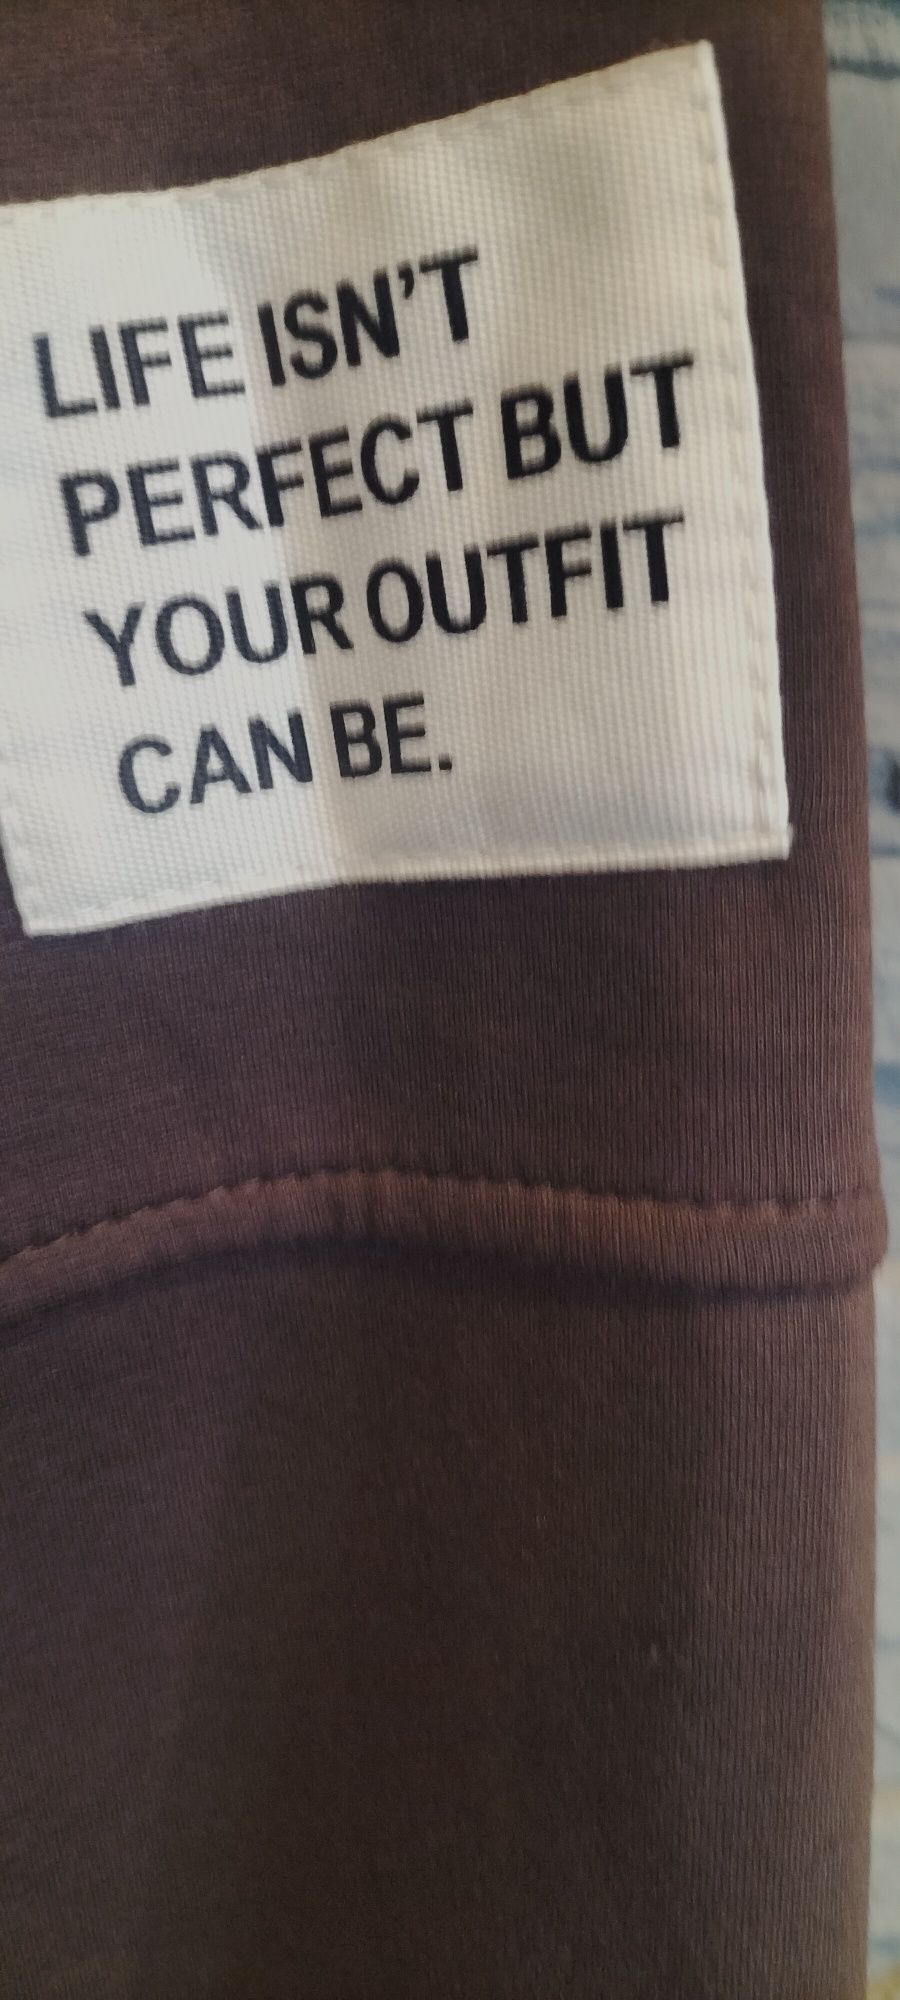 LIFE ISN'T
PERFECT BUT
YOUR OUTFIT
CAN BE.